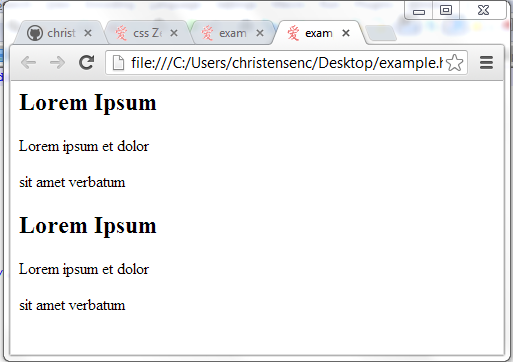 christ
css Z
exam
exam
file:///C:/Users/christensenc/Desktop/example.h
Lorem Ipsum
Lorem ipsum et dolor
sit amet verbatum
Lorem Ipsum
Lorem ipsum et dolor
sit amet verbatum